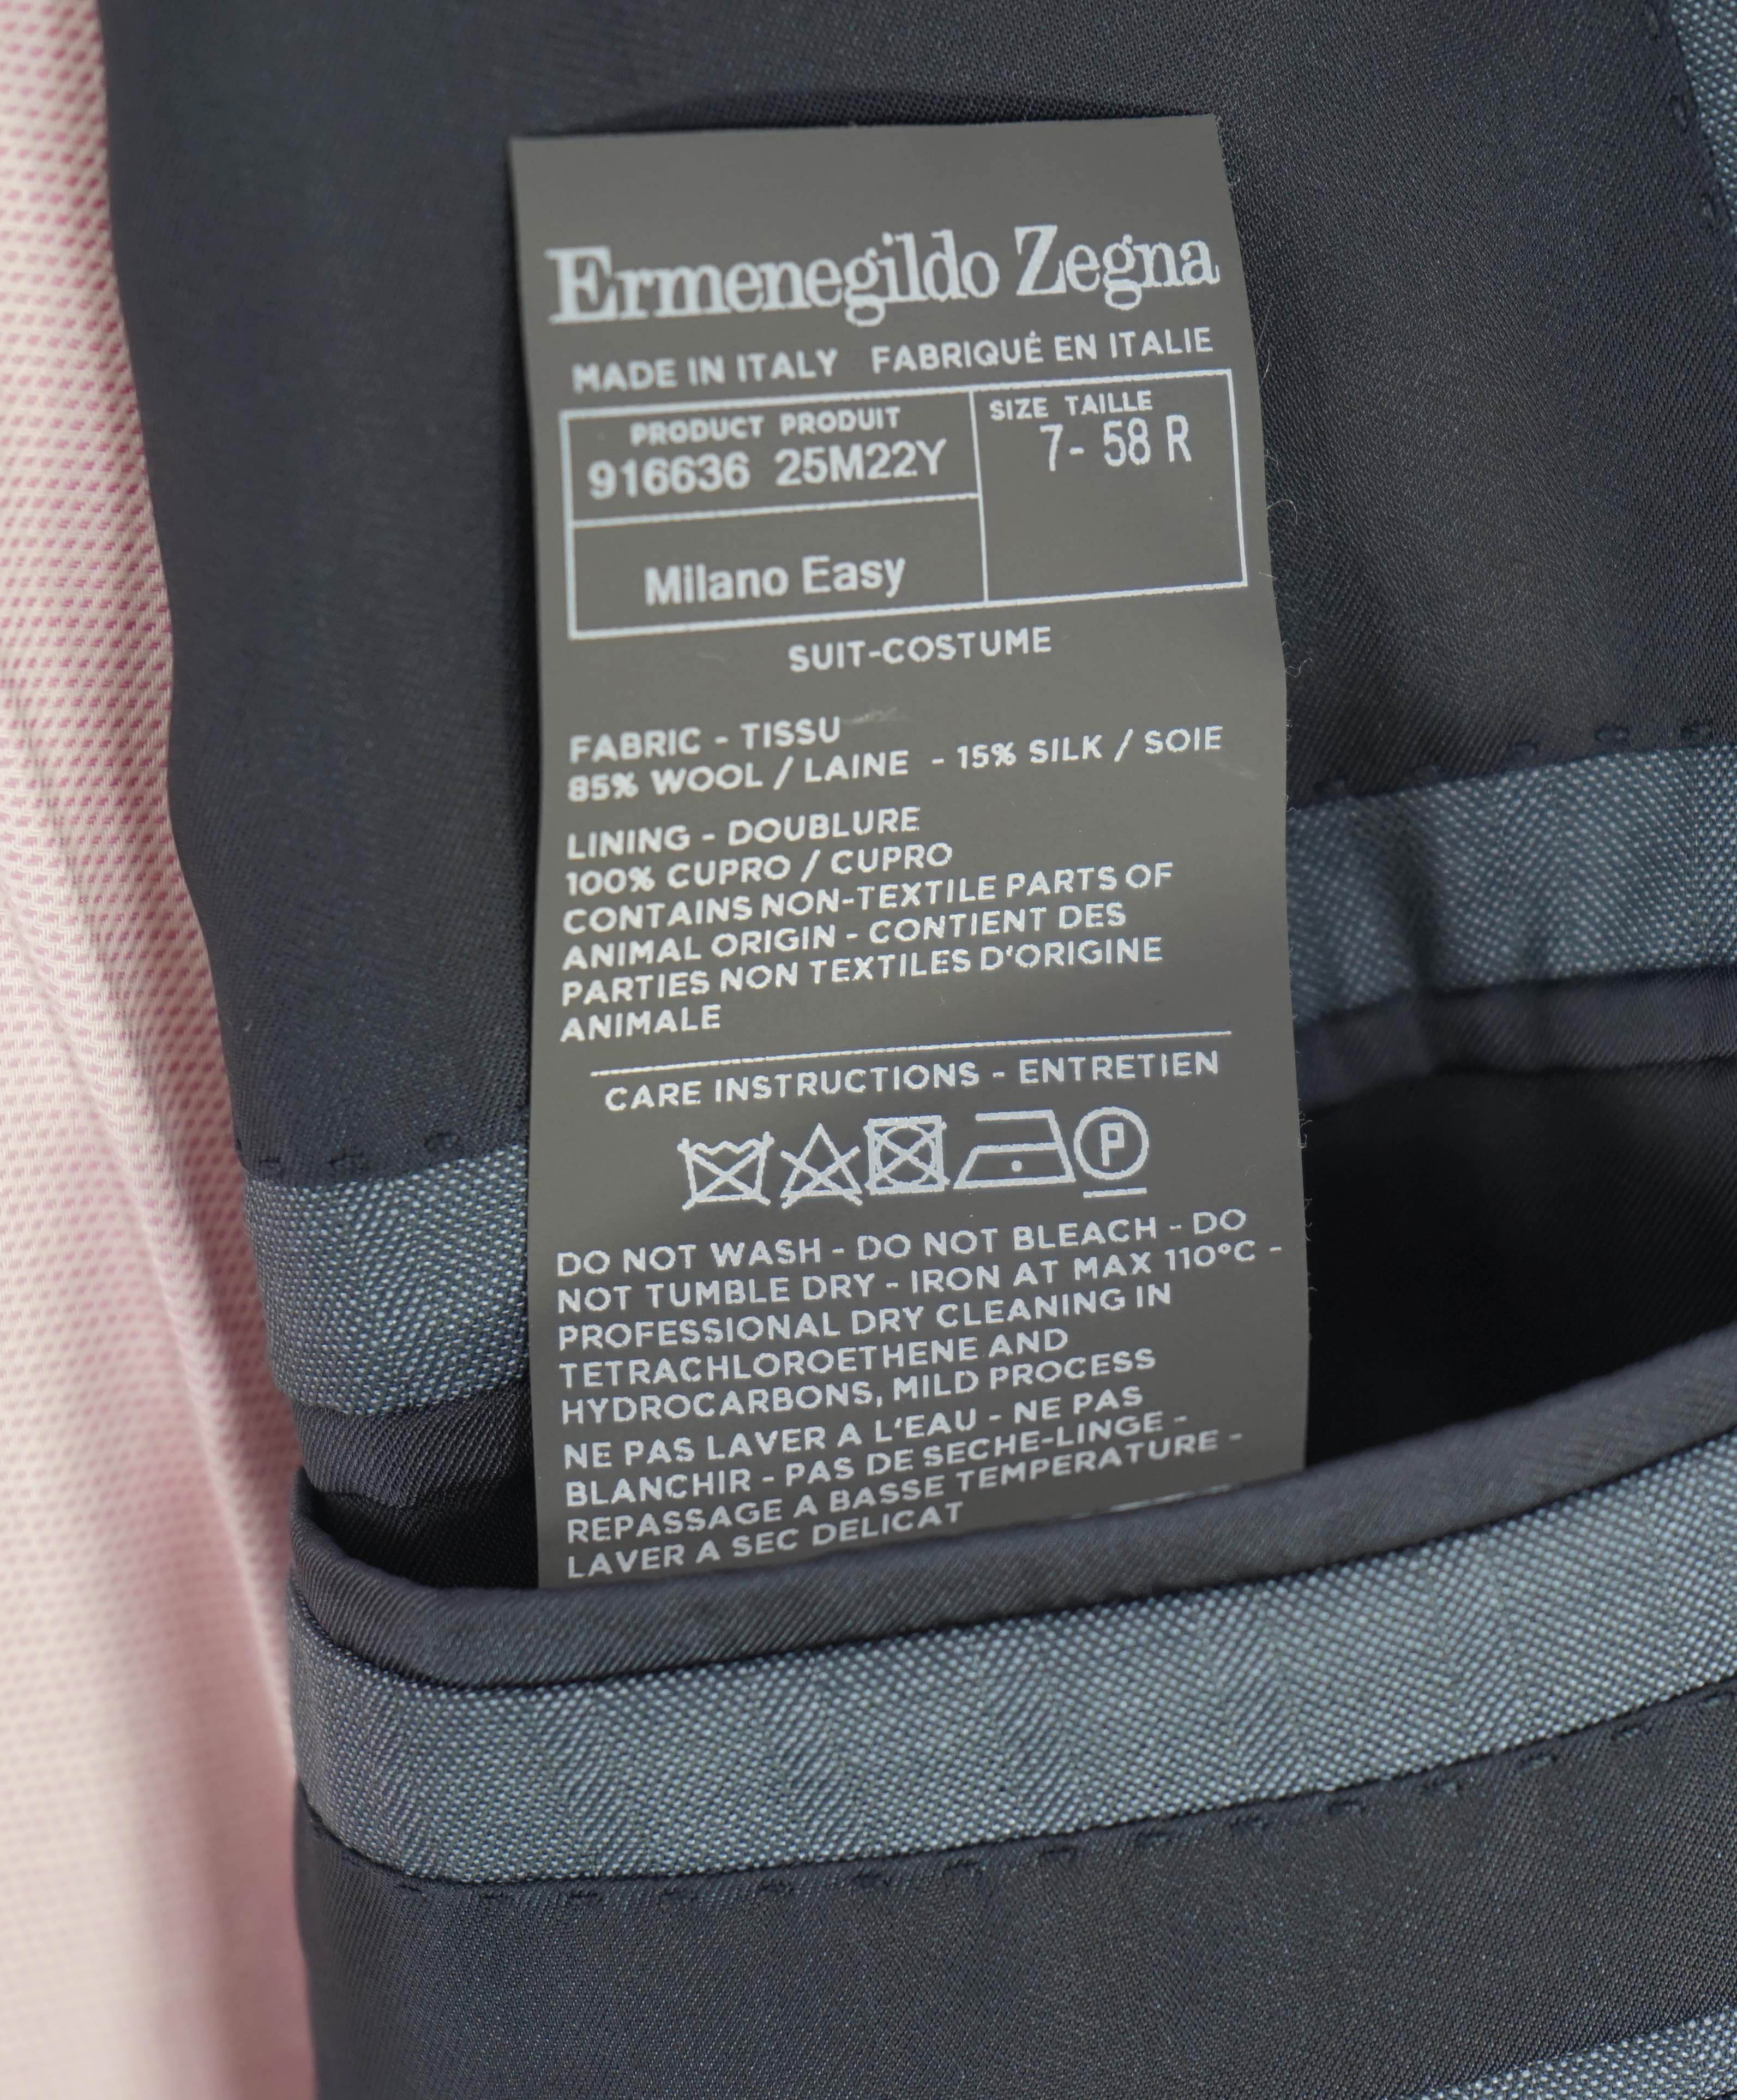 Ermenegildo Zegna
MADE IN ITALY FABRIQUÉ EN ITALIE
PRODUCT PRODUIT
916636 25M22Y
SIZE TAILLE
7- 58 R
Milano Easy
SUIT-COSTUME
FABRIC - TISSU
85% WOOL / LAINE - 15% SILK / SOIE
LINING - DOUBLURE
100% CUPRO / CUPRO
CONTAINS NON-TEXTILE PARTS OF
ANIMAL ORIGIN - CONTIENT DES
PARTIES NON TEXTILES D'ORIGINE
ANIMALE
CARE INSTRUCTIONS - ENTRETIEN
P
DO NOT WASH - DO NOT BLEACH - DO
NOT TUMBLE DRY - IRON AT MAX 110°C -
PROFESSIONAL DRY CLEANING IN
TETRACHLOROETHENE AND
HYDROCARBONS, MILD PROCESS
NE PAS LAVER A L'EAU - NE PAS
BLANCHIR - PAS DE SECHE-LINGE -
REPASSAGE A BASSE TEMPERATURE -
LAVER A SEC DELICAT